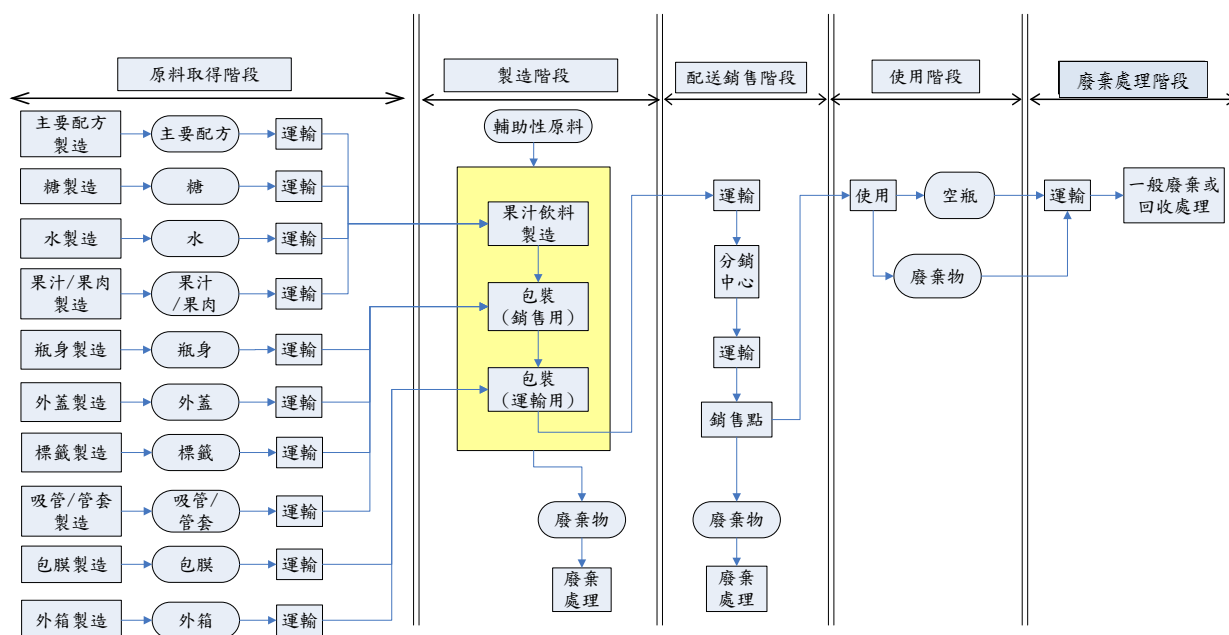 原料取得階段
製造階段
配送銷售階段
使用階段
廢棄處理階段
主要配方
製造
主要配方
運輸
糖製造
糖
運輸
水製造
水
運輸
果汁/果肉
製造
果汁
/果肉
運輸
瓶身製造
瓶身
運輸
外蓋製造
外蓋
運輸
標籤製造
標籤
運輸
吸管/管套
製造
吸管/
管套
運輸
包膜製造
包膜
運輸
外箱製造
外箱
運輸
輔助性原料
果汁飲料
製造
包裝
(銷售用)
包裝
(運輸用)
廢棄物
廢棄
處理
運輸
分銷
中心
運輸
銷售點
廢棄物
廢棄
處理
使用
空瓶
廢棄物
運輸
一般廢棄或
回收處理